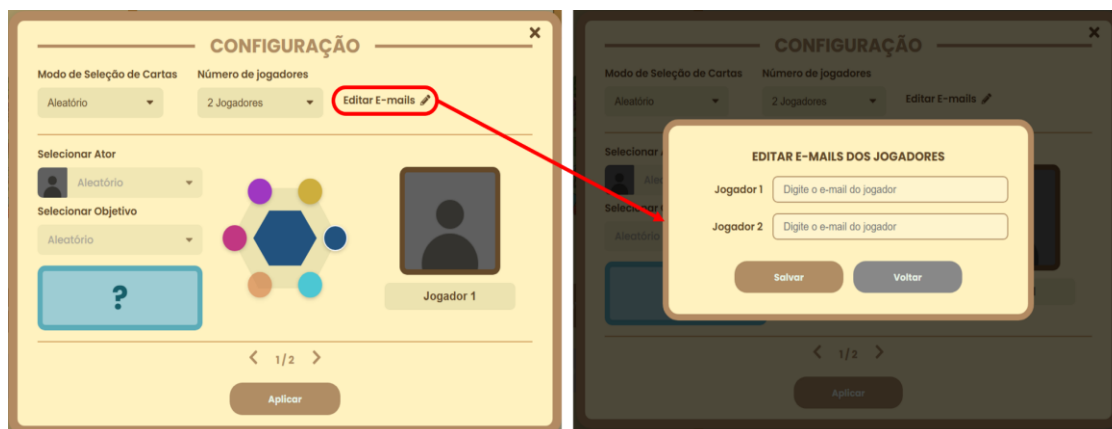 CONFIGURAÇÃO
Modo de Seleção de Cartas Número de jogadores
Aleatório 2 Jogadores Editar E-mails
Selecionar Ator
Aleatório
Selecionar Objetivo
Aleatório
?
Jogador 1
1/2
Aplicar
CONFIGURAÇÃO
Modo de Seleção de Cartas Número de jogadores
Aleatório 2 Jogadores Editar E-mails
Selecionar
EDITAR E-MAILS DOS JOGADORES
Jogador 1 Digite o e-mail do jogador
Selecionar
Jogador 2 Digite o e-mail do jogador
Aleatório
Salvar Voltar
1/2
Aplicar